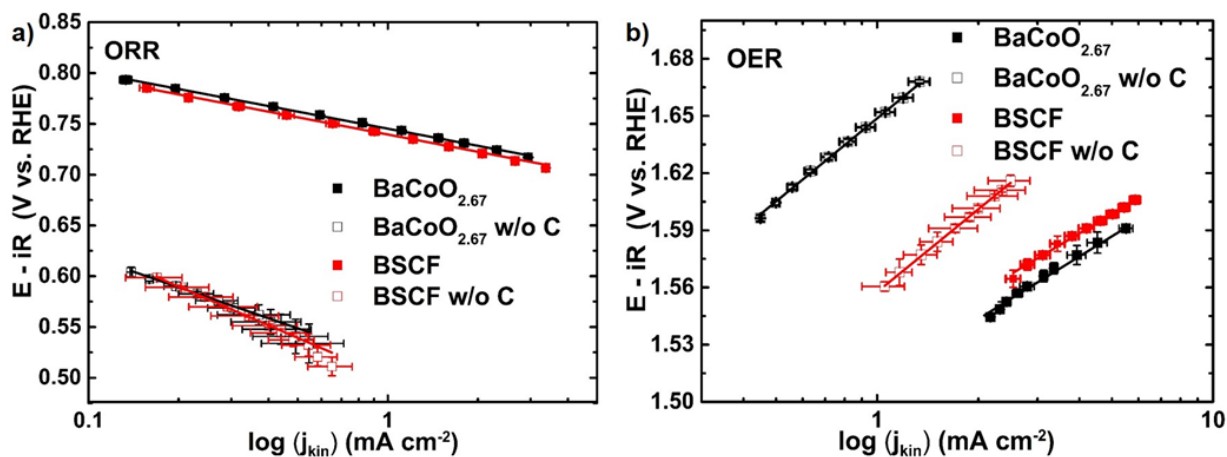 a)
ORR
0.85
0.80
0.75
0.70
0.65
0.60
0.55
0.50
E - iR (V vs. RHE)
BaCoO₂.₆₇
BaCoO₂.₆₇ w/o C
BSCF
BSCF w/o C
0.1
1
log (jₖᵢₙ) (mA cm⁻²)
b)
OER
1.68
1.65
1.62
1.59
1.56
1.53
1.50
E - iR (V vs. RHE)
BaCoO₂.₆₇
BaCoO₂.₆₇ w/o C
BSCF
BSCF w/o C
1
10
log (jₖᵢₙ) (mA cm⁻²)